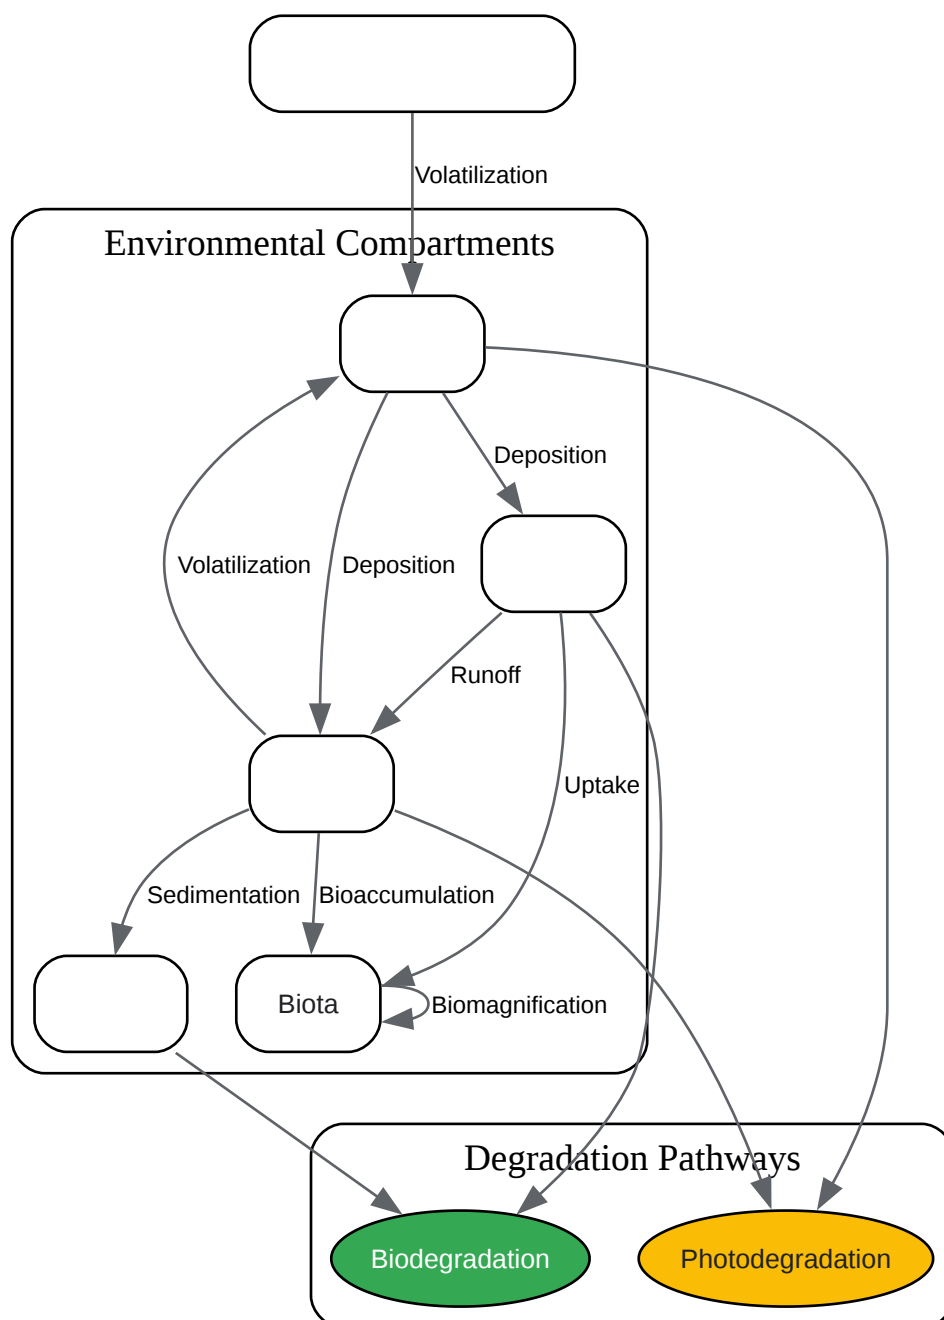 Volatilization
Environmental Compartments
Deposition
Volatilization
Deposition
Runoff
Uptake
Sedimentation
Bioaccumulation
Biota
Biomagnification
Degradation Pathways
Biodegradation
Photodegradation